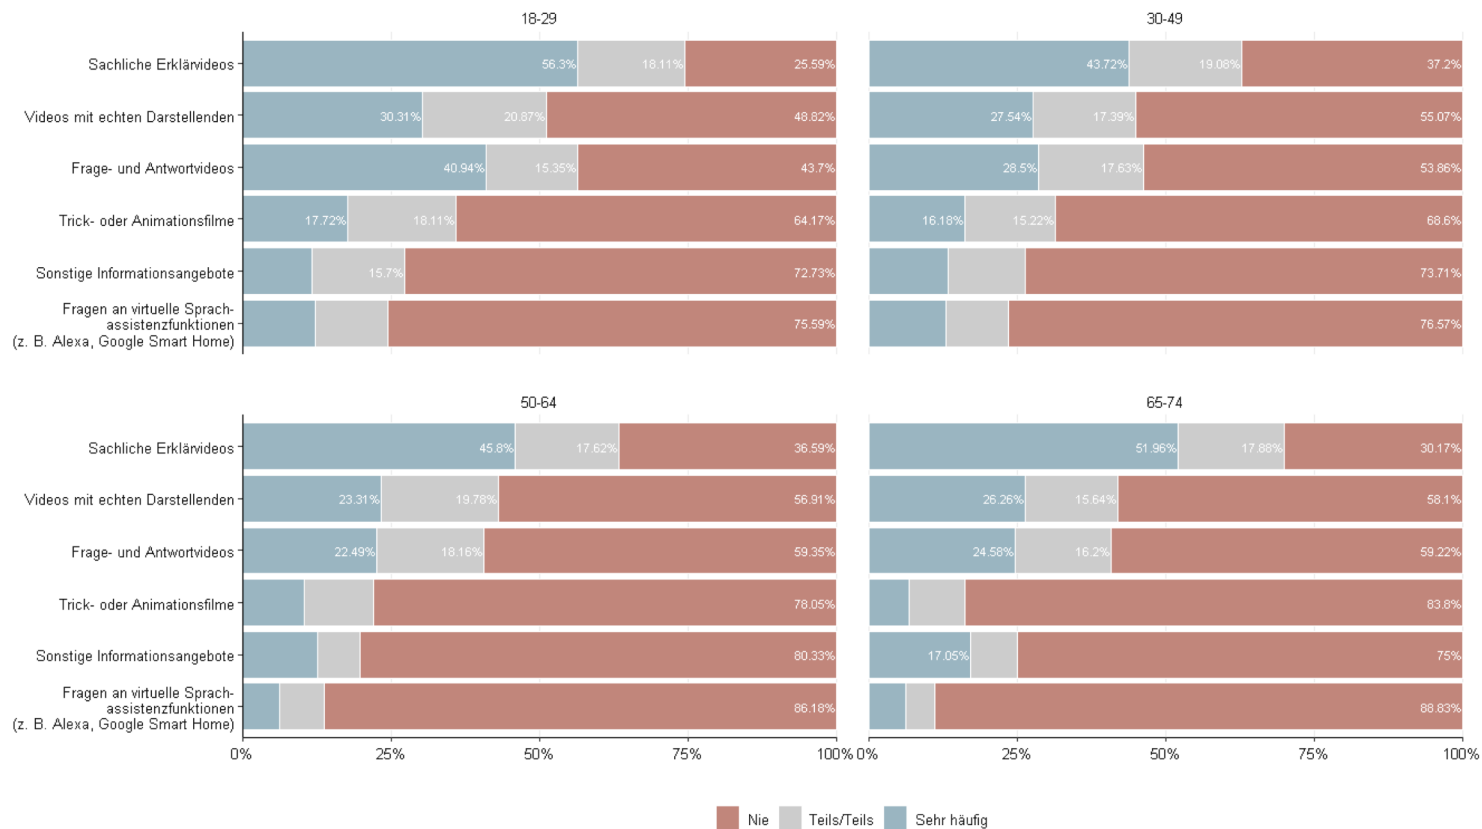 18-29
Sachliche Erklärvideos
56.3% 18.11% 25.59%
Videos mit echten Darstellenden
30.31% 20.87% 48.82%
Frage- und Antwortvideos
40.94% 15.35% 43.7%
Trick- oder Animationsfilme
17.72% 18.11% 64.17%
Sonstige Informationsangebote
15.7% 72.73%
Fragen an virtuelle Sprach-
assistenzfunktionen
(z. B. Alexa, Google Smart Home)
75.59%
30-49
43.72% 19.08% 37.2%
27.54% 17.39% 55.07%
28.5% 17.63% 53.86%
16.18% 15.22% 68.6%
73.71%
76.57%
50-64
Sachliche Erklärvideos
45.8% 17.62% 36.59%
Videos mit echten Darstellenden
23.31% 19.78% 56.91%
Frage- und Antwortvideos
22.49% 18.16% 59.35%
Trick- oder Animationsfilme
78.05%
Sonstige Informationsangebote
80.33%
Fragen an virtuelle Sprach-
assistenzfunktionen
(z. B. Alexa, Google Smart Home)
86.18%
0% 25% 50% 75% 100%
65-74
51.96% 17.88% 30.17%
26.26% 15.64% 58.1%
24.58% 16.2% 59.22%
83.8%
17.05% 75%
88.83%
0% 25% 50% 75% 100%
Nie Teils/Teils Sehr häufig